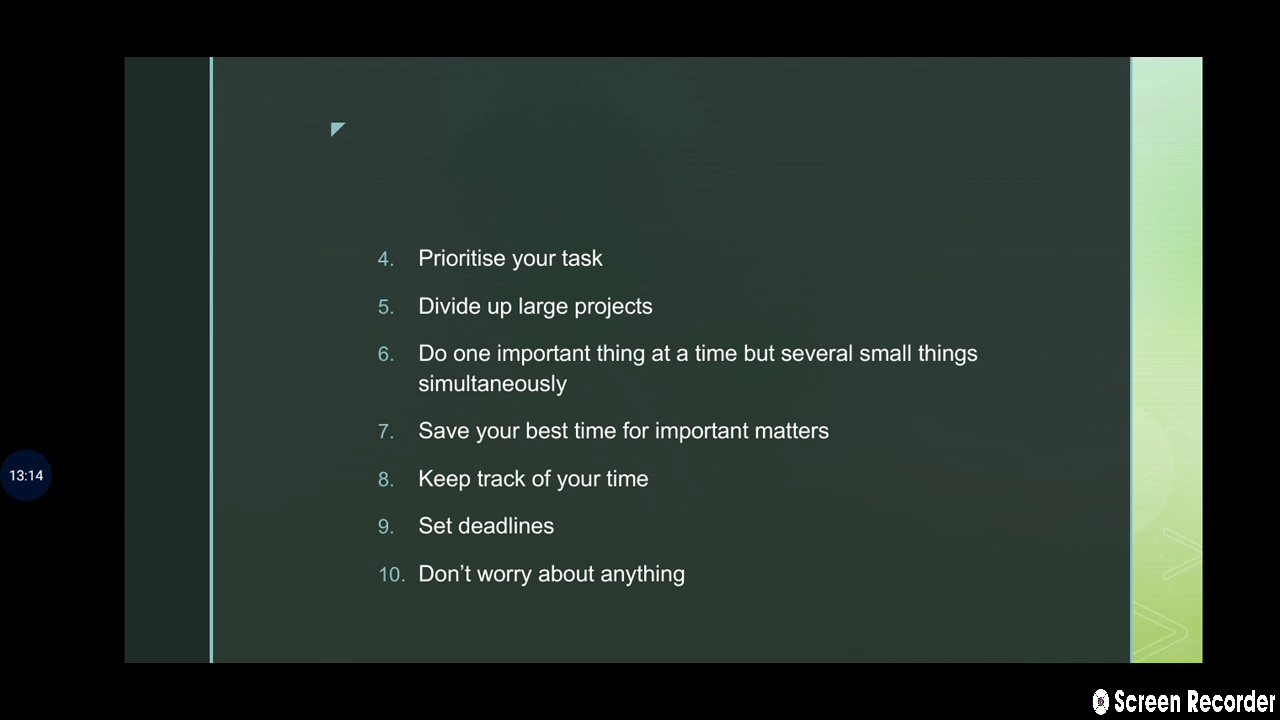 4. Prioritise your task
5. Divide up large projects
6. Do one important thing at a time but several small things
simultaneously
7. Save your best time for important matters
13:14
8. Keep track of your time
9. Set deadlines
10. Don’t worry about anything
Screen Recorder